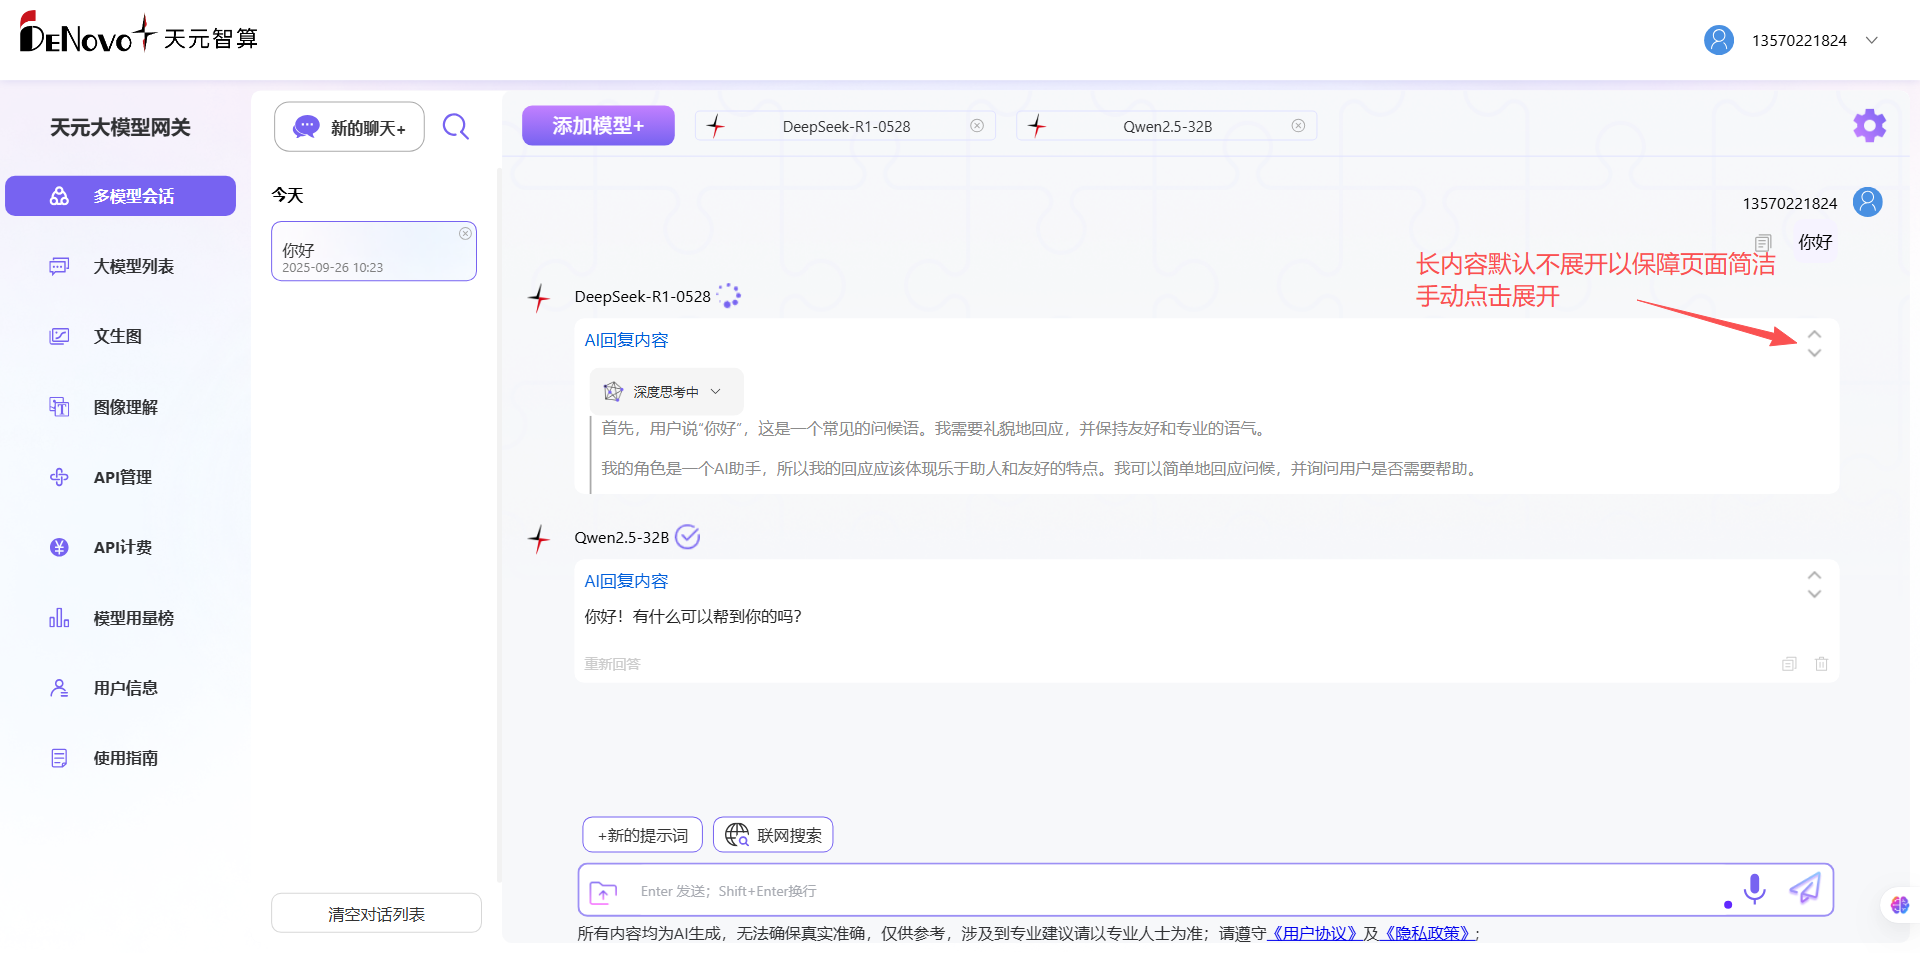 DeNovo 天元智算
13570221824
天元大模型网关
多模型会话
大模型列表
文生图
图像理解
API管理
API计费
模型用量榜
用户信息
使用指南
新的聊天+
今天
你好
2025-09-26 10:23
清空对话列表
添加模型+
DeepSeek-R1-0528
Qwen2.5-32B
13570221824
你好
长内容默认不展开以保障页面简洁
手动点击展开
DeepSeek-R1-0528
AI回复内容
深度思考中
首先，用户说“你好”，这是一个常见的问候语。我需要礼貌地回应，并保持友好和专业的语气。
我的角色是一个AI助手，所以我的回应应该体现乐于助人和友好的特点。我可以简单地回应问候，并询问用户是否需要帮助。
Qwen2.5-32B
AI回复内容
你好！有什么可以帮到你的吗？
重新回答
+新的提示词
联网搜索
Enter 发送；Shift+Enter换行
所有内容均为AI生成，无法确保真实准确，仅供参考，涉及到专业建议请以专业人士为准；请遵守《用户协议》及《隐私政策》;